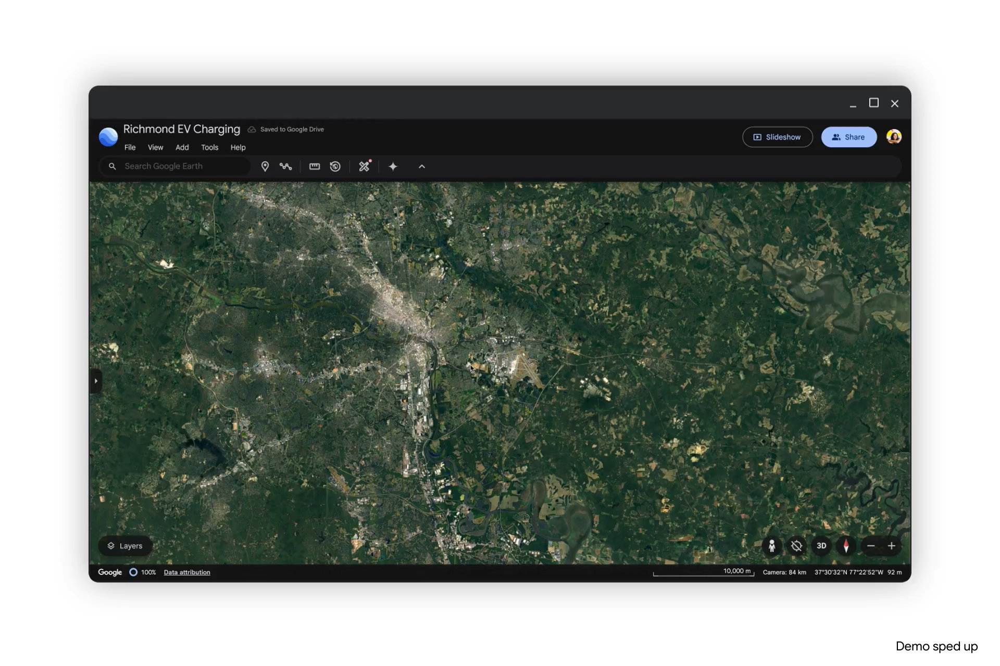 Richmond EV Charging
Saved to Google Drive
File View Add Tools Help
Slideshow
Share
Search Google Earth
Layers
3D
Google 100% Data attribution
10,000 m
Camera: 84 km 37°30'32"N 77°22'52"W 92 m
Demo sped up